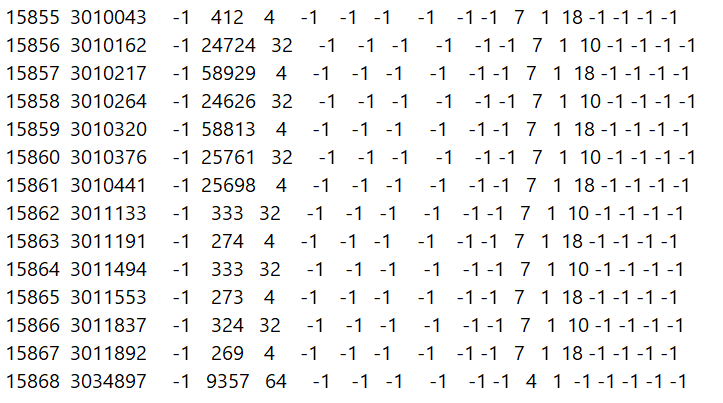 15855 3010043 -1 412 4 -1 -1 -1 -1 -1 -1 7 1 18 -1 -1 -1 -1
15856 3010162 -1 24724 32 -1 -1 -1 -1 -1 -1 7 1 10 -1 -1 -1 -1
15857 3010217 -1 58929 4 -1 -1 -1 -1 -1 -1 7 1 18 -1 -1 -1 -1
15858 3010264 -1 24626 32 -1 -1 -1 -1 -1 -1 7 1 10 -1 -1 -1 -1
15859 3010320 -1 58813 4 -1 -1 -1 -1 -1 -1 7 1 18 -1 -1 -1 -1
15860 3010376 -1 25761 32 -1 -1 -1 -1 -1 -1 7 1 10 -1 -1 -1 -1
15861 3010441 -1 25698 4 -1 -1 -1 -1 -1 -1 7 1 18 -1 -1 -1 -1
15862 3011133 -1 333 32 -1 -1 -1 -1 -1 -1 7 1 10 -1 -1 -1 -1
15863 3011191 -1 274 4 -1 -1 -1 -1 -1 -1 7 1 18 -1 -1 -1 -1
15864 3011494 -1 333 32 -1 -1 -1 -1 -1 -1 7 1 10 -1 -1 -1 -1
15865 3011553 -1 273 4 -1 -1 -1 -1 -1 -1 7 1 18 -1 -1 -1 -1
15866 3011837 -1 324 32 -1 -1 -1 -1 -1 -1 7 1 10 -1 -1 -1 -1
15867 3011892 -1 269 4 -1 -1 -1 -1 -1 -1 7 1 18 -1 -1 -1 -1
15868 3034897 -1 9357 64 -1 -1 -1 -1 -1 -1 4 1 -1 -1 -1 -1 -1